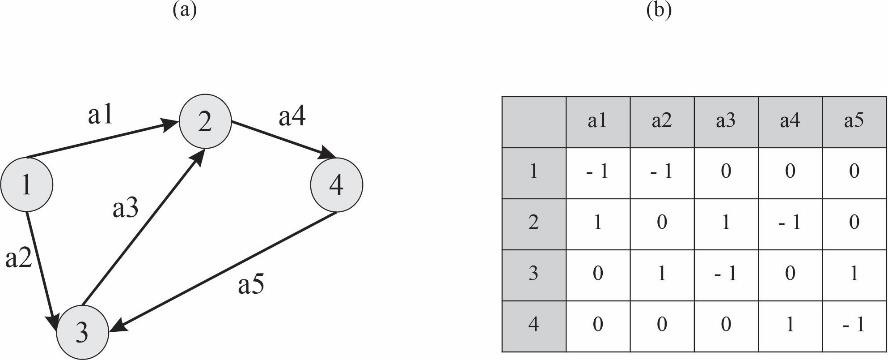 (a)
(b)
a1
2
a4
1
4
a3
a2
a5
3
a1 a2 a3 a4 a5
1 - 1 - 1 0 0 0
2 1 0 1 - 1 0
3 0 1 - 1 0 1
4 0 0 0 1 - 1